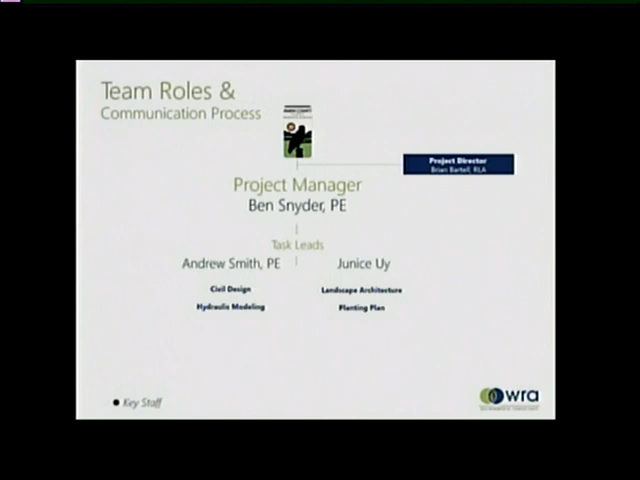 Team Roles &
Communication Process
Project Director
Brian Bartell, RLA
Project Manager
Ben Snyder, PE
Task Leads
Andrew Smith, PE
Junice Uy
Civil Design
Landscape Architecture
Hydraulic Modeling
Planting Plan
Key Staff
wra